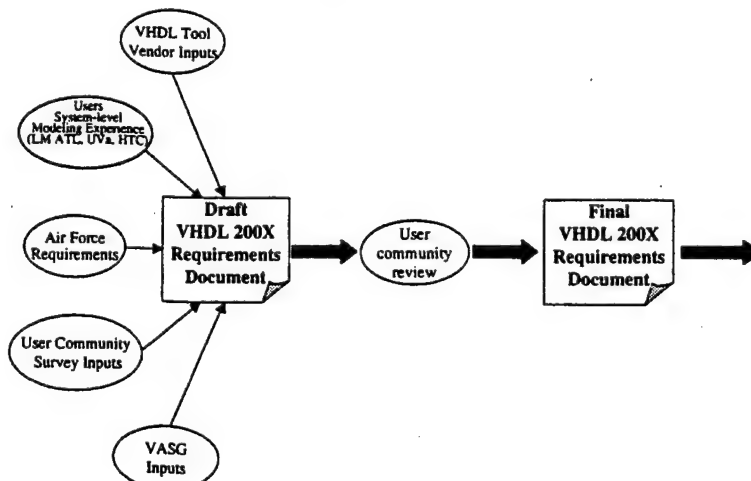 VHDL Tool
Vendor Inputs
Users
System-level
Modeling Experience
(LM ATL, UVa, HTC)
Air Force
Requirements
User Community
Survey Inputs
VASG
Inputs
Draft
VHDL 200X
Requirements
Document
User
community
review
Final
VHDL 200X
Requirements
Document